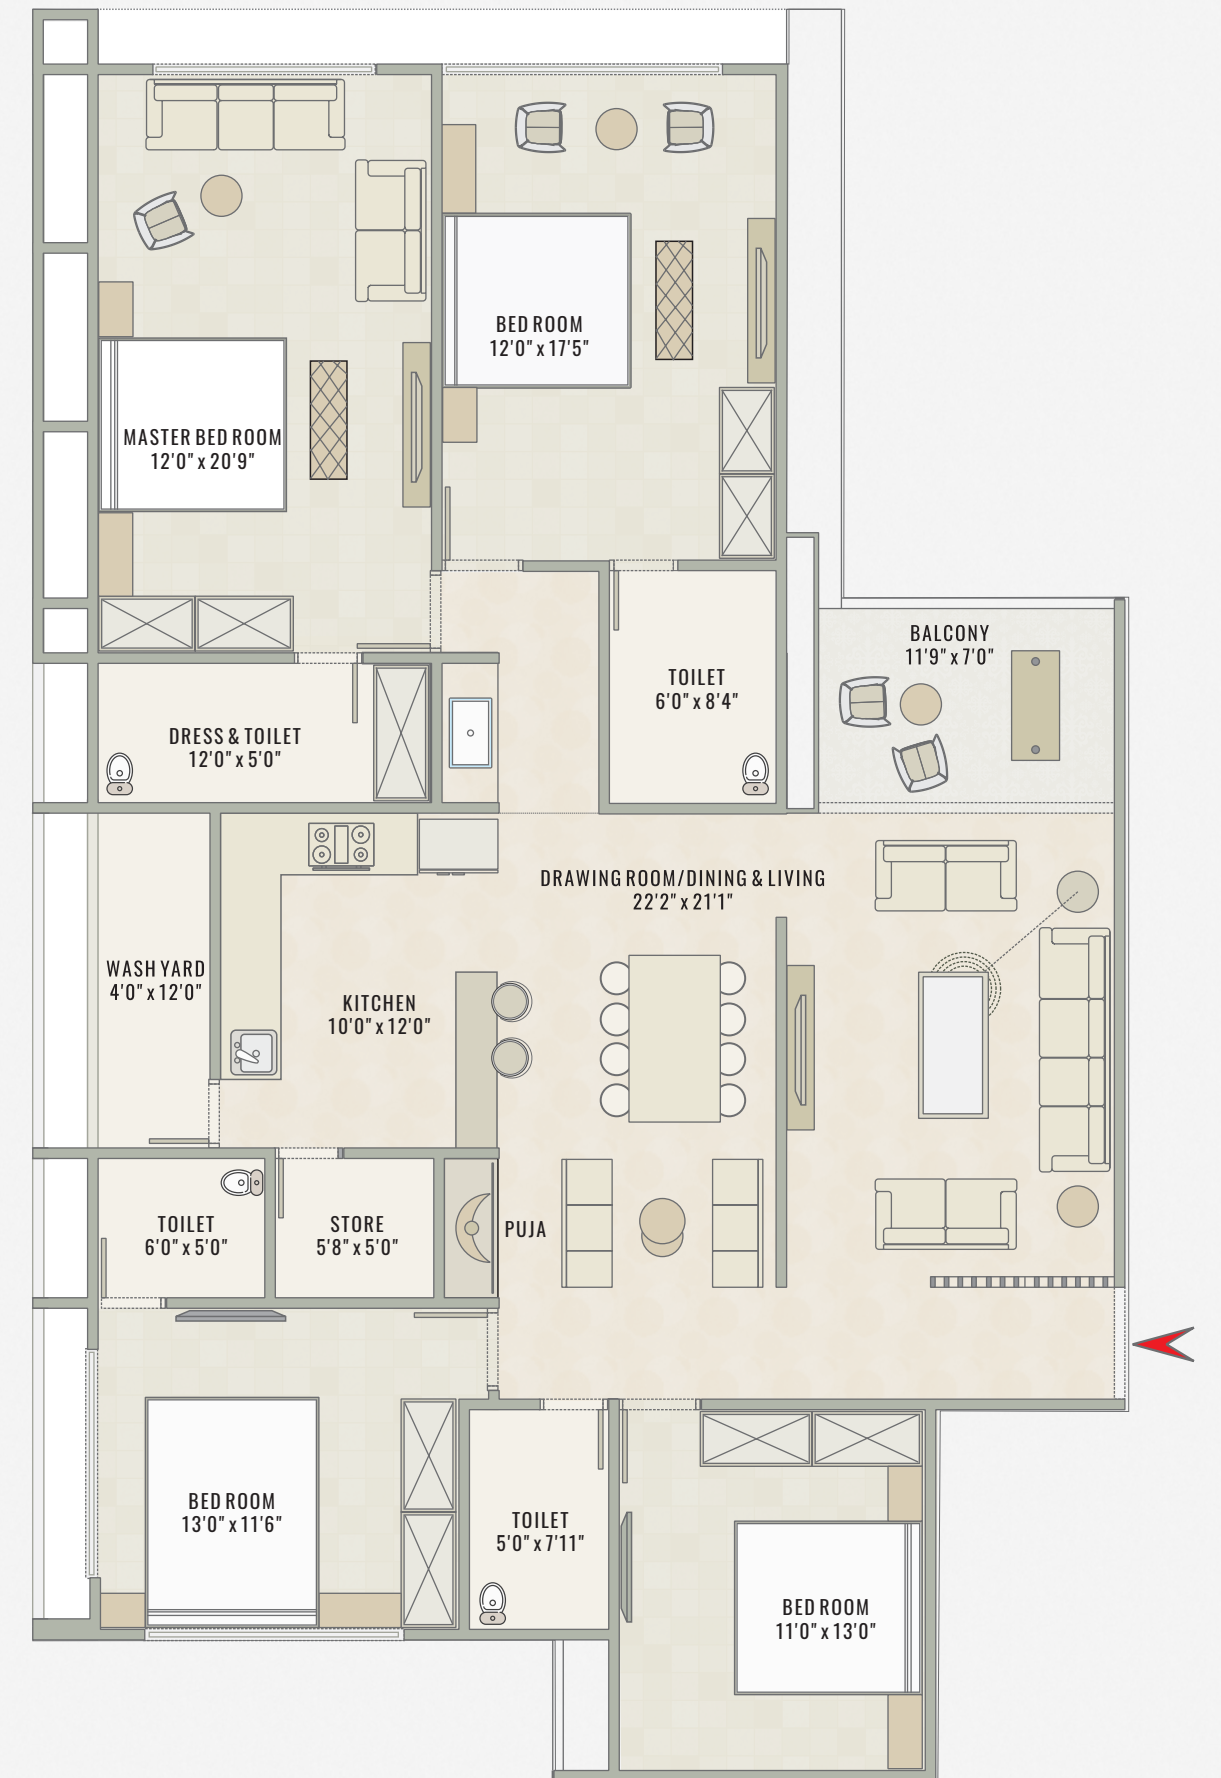 BED ROOM
12'0" x 17'5"
MASTER BED ROOM
12'0" x 20'9"
BALCONY
11'9" x 7'0"
TOILET
6'0" x 8'4"
DRESS & TOILET
12'0" x 5'0"
DRAWING ROOM/DINING & LIVING
22'2" x 21'1"
WASH YARD
4'0" x 12'0"
KITCHEN
10'0" x 12'0"
TOILET
6'0" x 5'0"
STORE
5'8" x 5'0"
PUJA
BED ROOM
13'0" x 11'6"
TOILET
5'0" x 7'11"
BED ROOM
11'0" x 13'0"